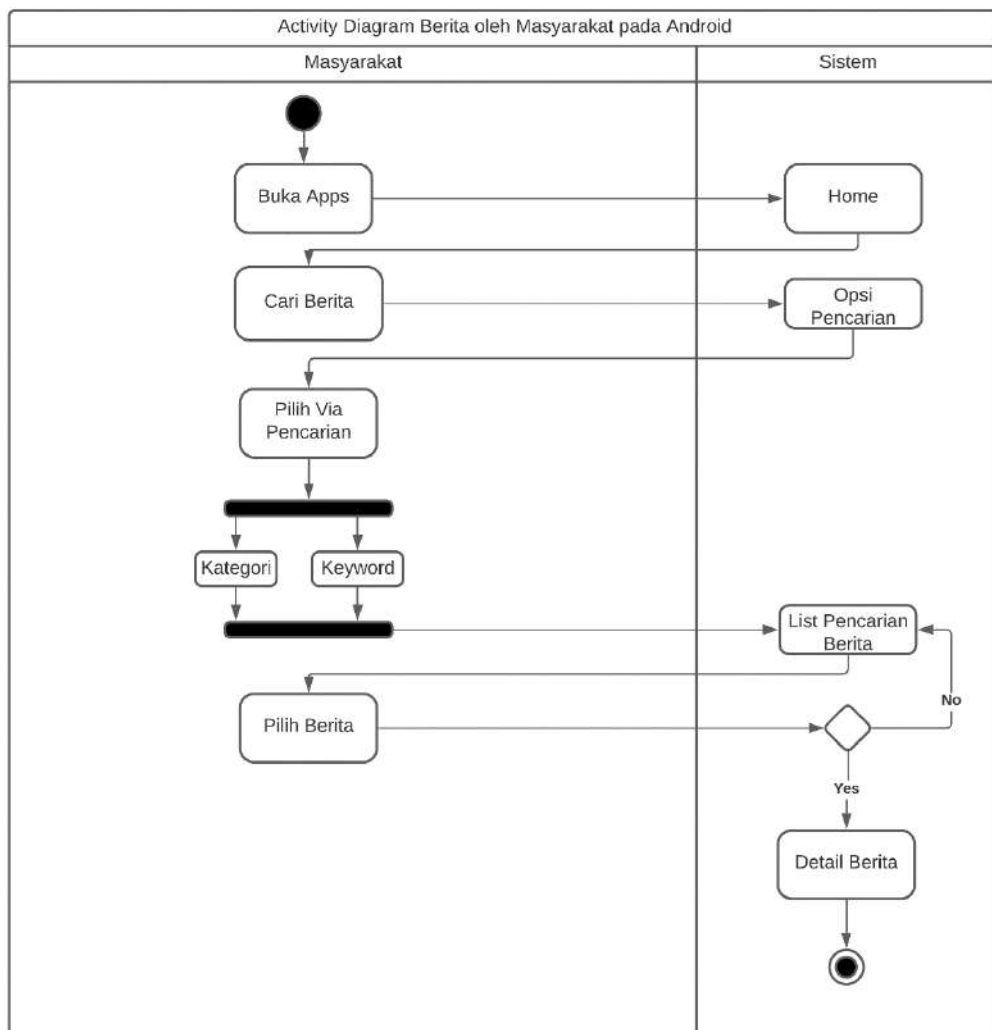 Activity Diagram Berita oleh Masyarakat pada Android
Masyarakat
Sistem
Buka Apps
Home
Cari Berita
Opsi
Pencarian
Pilih Via
Pencarian
Kategori
Keyword
List Pencarian
Berita
Pilih Berita
No
Yes
Detail Berita